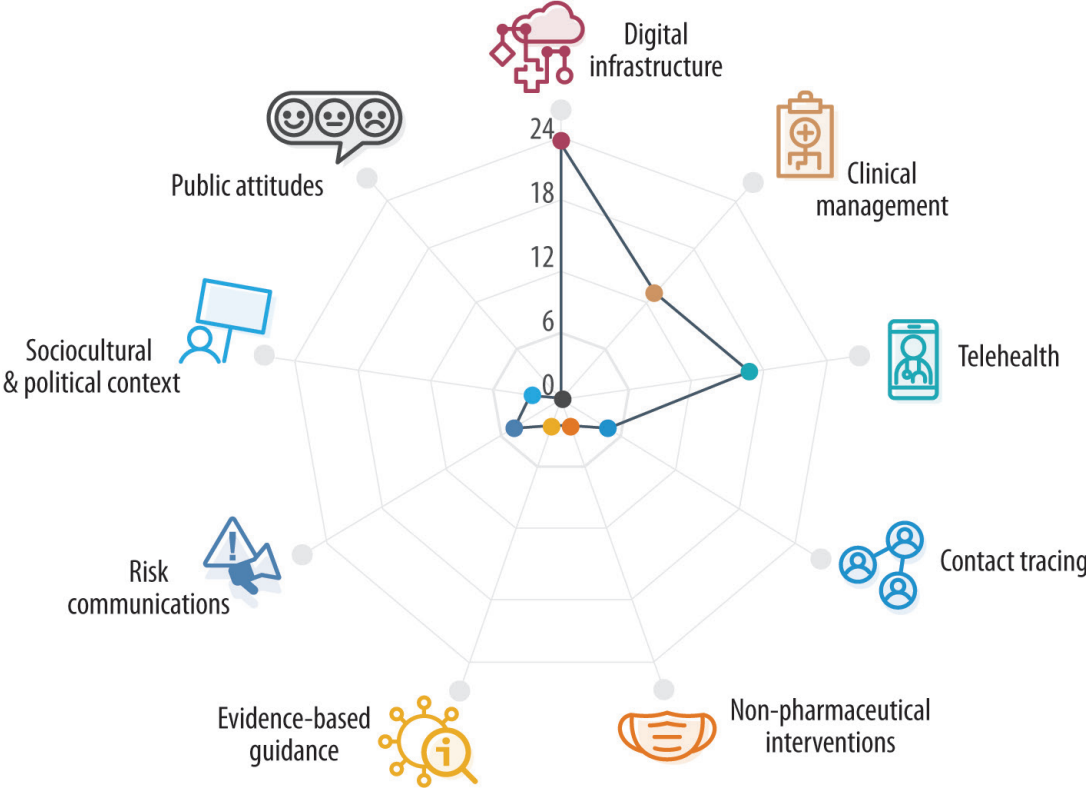 Digital
infrastructure
Clinical
management
Telehealth
Contact tracing
Non-pharmaceutical
interventions
Evidence-based
guidance
Risk
communications
Sociocultural
& political context
Public attitudes
24
18
12
6
0